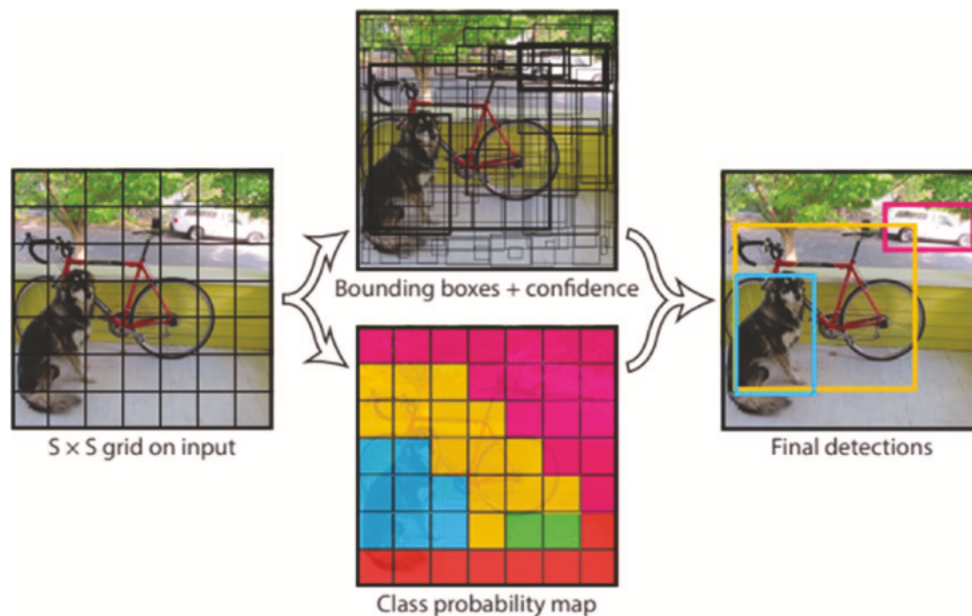 Bounding boxes + confidence
S × S grid on input
Final detections
Class probability map